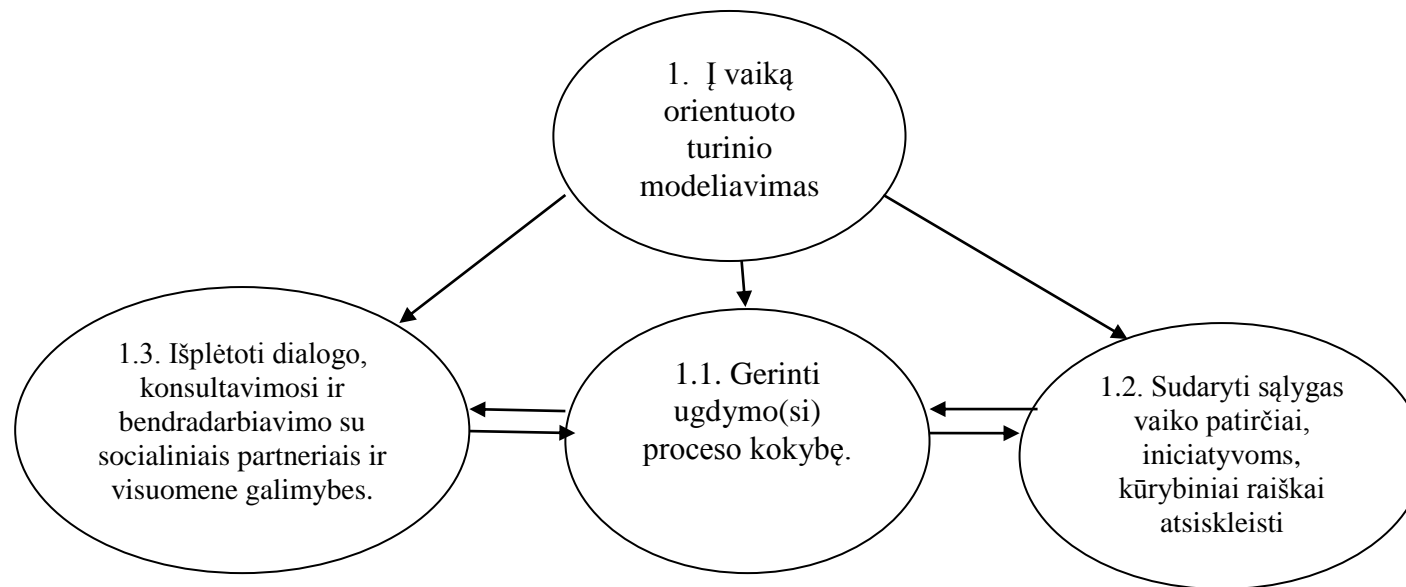 1. Į vaiką
orientuoto
turinio
modeliavimas
1.3. Išplėtoti dialogo,
konsultavimosi ir
bendradarbiavimo su
socialiniais partneriais ir
visuomene galimybes.
1.1. Gerinti
ugdymo(si)
proceso kokybę.
1.2. Sudaryti sąlygas
vaiko patirčiai,
iniciatyvoms,
kūrybiniai raiškai
atsiskleisti